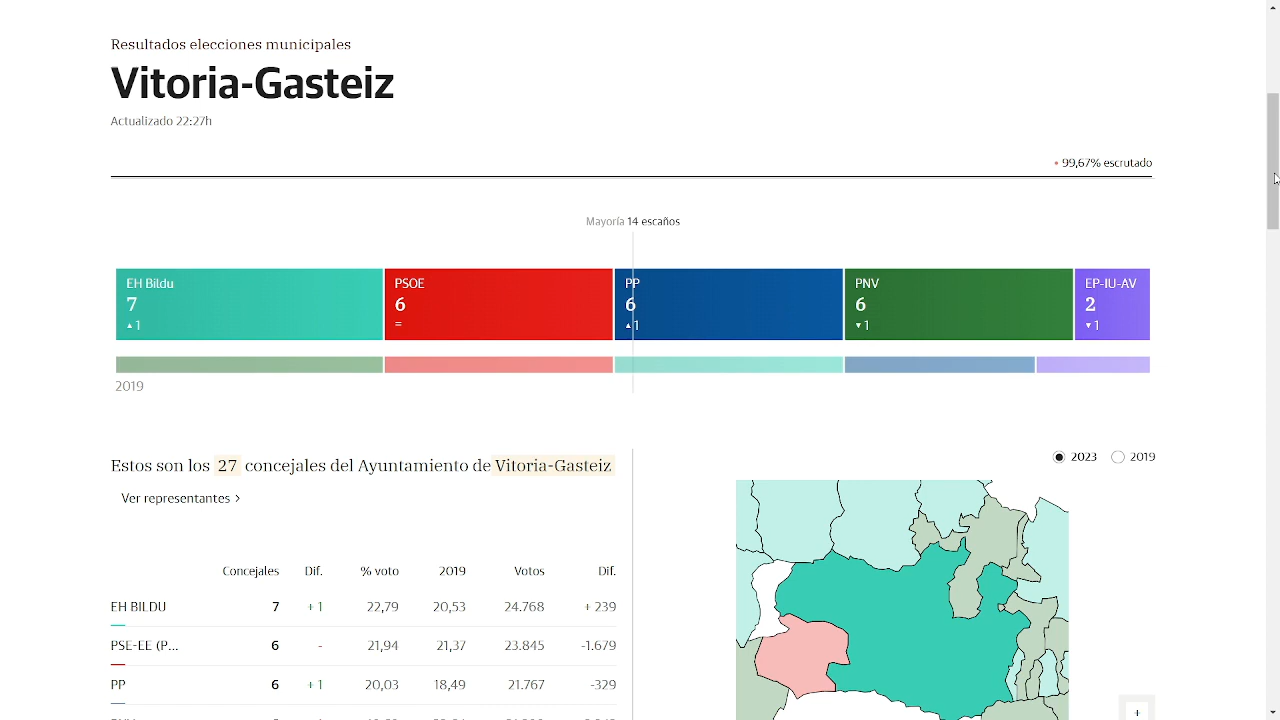 Resultados elecciones municipales
Vitoria-Gasteiz
Actualizado 22:27h
99,67% escrutado
Mayoría 14 escaños
EH Bildu PSOE PP PNV EP-IU-AV
7 6 6 6 2
▲1 = ▲1 ▼1 ▼1
2019
Estos son los 27 concejales del Ayuntamiento de Vitoria-Gasteiz
2023 2019
Ver representantes >
Concejales Dif. % voto 2019 Votos Dif.
EH BILDU 7 +1 22,79 20,53 24.768 +239
PSE-EE (P... 6 - 21,94 21,37 23.845 -1.679
PP 6 +1 20,03 18,49 21.767 -329
+